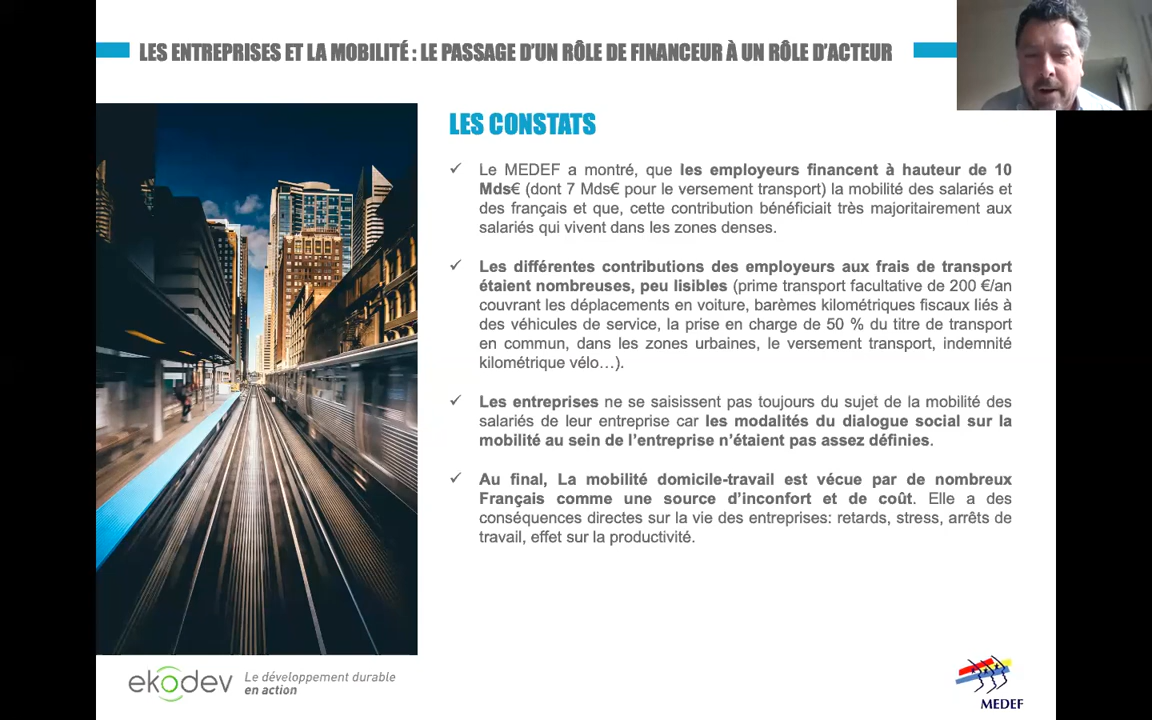 LES ENTREPRISES ET LA MOBILITÉ : LE PASSAGE D'UN RÔLE DE FINANCEUR À UN RÔLE D'ACTEUR
LES CONSTATS
✓ Le MEDEF a montré, que les employeurs financent à hauteur de 10
Mds€ (dont 7 Mds€ pour le versement transport) la mobilité des salariés et
des français et que, cette contribution bénéficiait très majoritairement aux
salariés qui vivent dans les zones denses.
✓ Les différentes contributions des employeurs aux frais de transport
étaient nombreuses, peu lisibles (prime transport facultative de 200 €/an
couvrant les déplacements en voiture, barèmes kilométriques fiscaux liés à
des véhicules de service, la prise en charge de 50 % du titre de transport
en commun, dans les zones urbaines, le versement transport, indemnité
kilométrique vélo…).
✓ Les entreprises ne se saisissent pas toujours du sujet de la mobilité des
salariés de leur entreprise car les modalités du dialogue social sur la
mobilité au sein de l'entreprise n'étaient pas assez définies.
✓ Au final, La mobilité domicile-travail est vécue par de nombreux
Français comme une source d'inconfort et de coût. Elle a des
conséquences directes sur la vie des entreprises: retards, stress, arrêts de
travail, effet sur la productivité.
ekodev
Le développement durable
en action
MEDEF